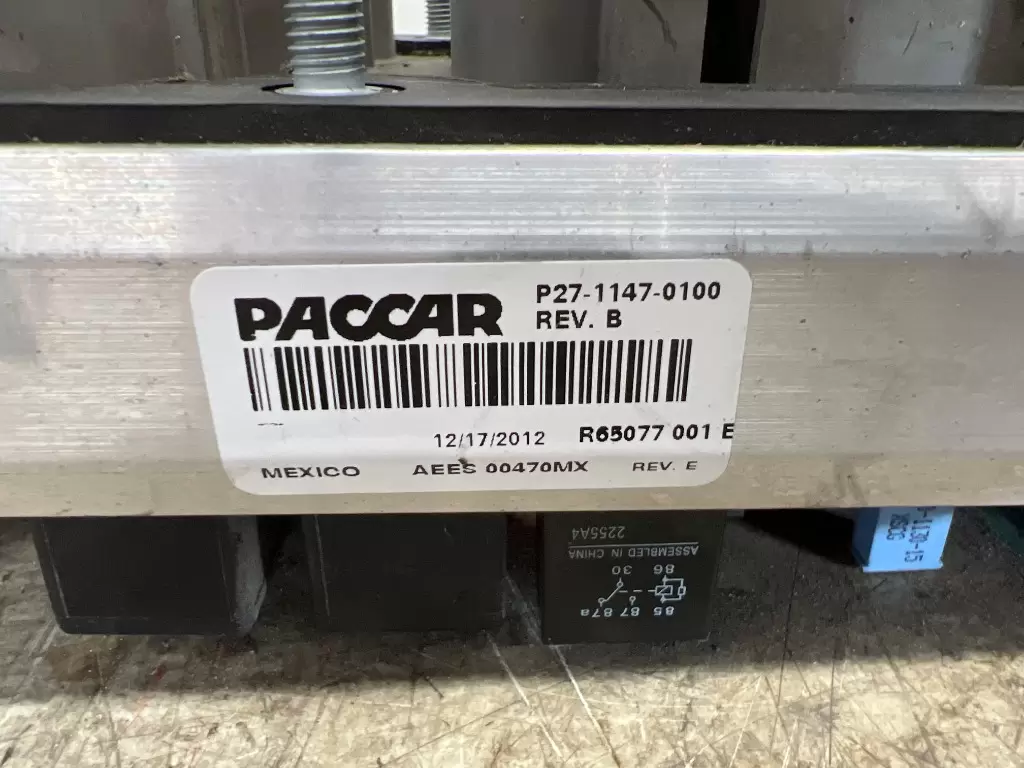 PACCAR
P27-1147-0100
REV. B
12/17/2012 R65077 001 E
MEXICO AEES 00470MX REV. E
85 87 87a
30
86
ASSEMBLED IN CHINA
2255A4